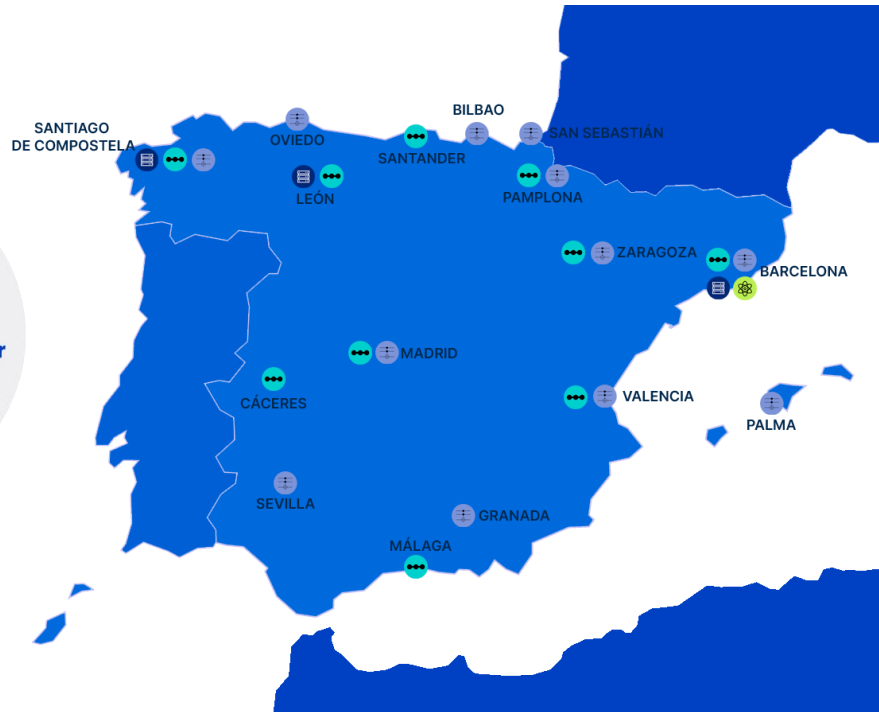 BILBAO
SANTIAGO
DE COMPOSTELA
OVIEDO
SAN SEBASTIÁN
SANTANDER
LEÓN
PAMPLONA
ZARAGOZA
BARCELONA
r
MADRID
CÁCERES
VALENCIA
PALMA
SEVILLA
GRANADA
MÁLAGA